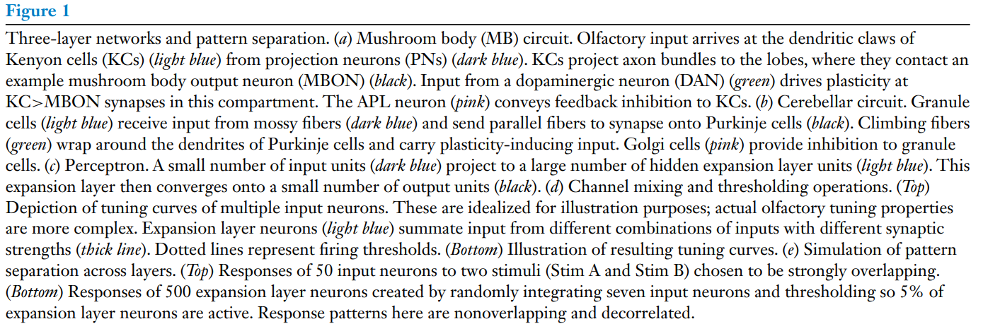 Figure 1
Three-layer networks and pattern separation. (a) Mushroom body (MB) circuit. Olfactory input arrives at the dendritic claws of
Kenyon cells (KCs) (light blue) from projection neurons (PNs) (dark blue). KCs project axon bundles to the lobes, where they contact an
example mushroom body output neuron (MBON) (black). Input from a dopaminergic neuron (DAN) (green) drives plasticity at
KC>MBON synapses in this compartment. The APL neuron (pink) conveys feedback inhibition to KCs. (b) Cerebellar circuit. Granule
cells (light blue) receive input from mossy fibers (dark blue) and send parallel fibers to synapse onto Purkinje cells (black). Climbing fibers
(green) wrap around the dendrites of Purkinje cells and carry plasticity-inducing input. Golgi cells (pink) provide inhibition to granule
cells. (c) Perceptron. A small number of input units (dark blue) project to a large number of hidden expansion layer units (light blue). This
expansion layer then converges onto a small number of output units (black). (d) Channel mixing and thresholding operations. (Top)
Depiction of tuning curves of multiple input neurons. These are idealized for illustration purposes; actual olfactory tuning properties
are more complex. Expansion layer neurons (light blue) summate input from different combinations of inputs with different synaptic
strengths (thick line). Dotted lines represent firing thresholds. (Bottom) Illustration of resulting tuning curves. (e) Simulation of pattern
separation across layers. (Top) Responses of 50 input neurons to two stimuli (Stim A and Stim B) chosen to be strongly overlapping.
(Bottom) Responses of 500 expansion layer neurons created by randomly integrating seven input neurons and thresholding so 5% of
expansion layer neurons are active. Response patterns here are nonoverlapping and decorrelated.